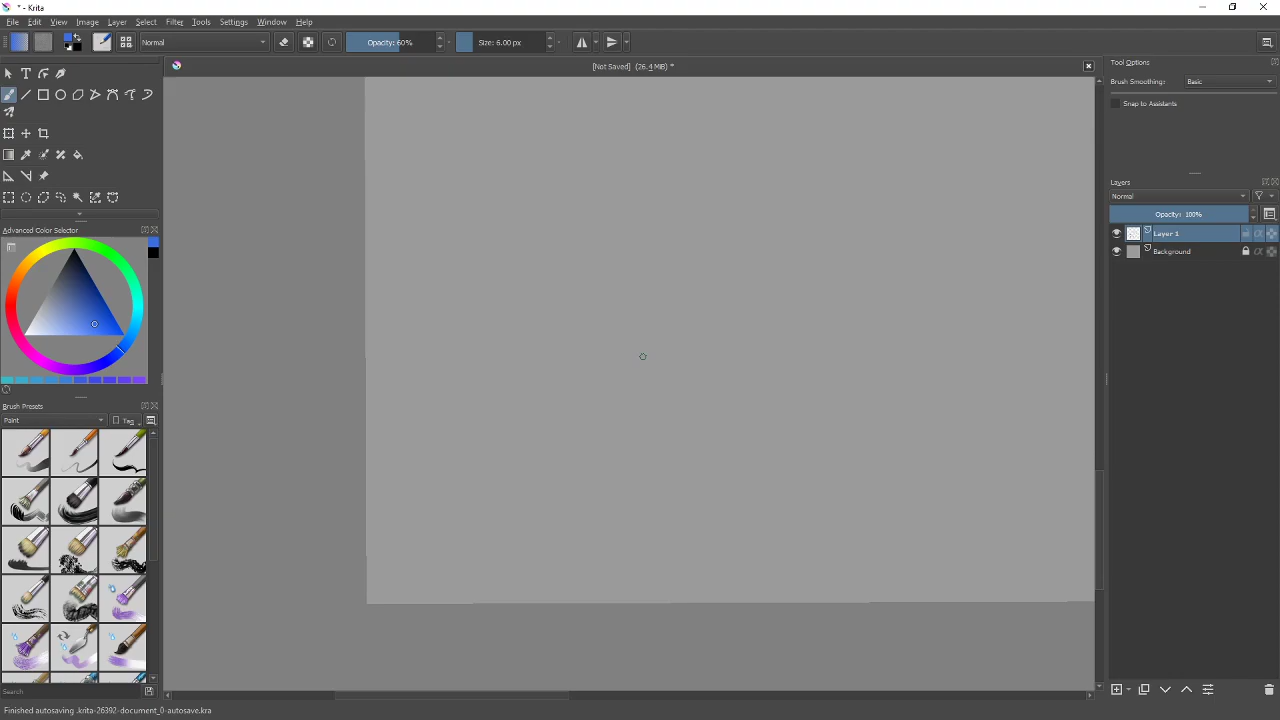 * - Krita
File Edit View Image Layer Select Filter Tools Settings Window Help
Normal Opacity: 60% Size: 6.00 px
[Not Saved] (26.4 MiB) *
Tool Options
Brush Smoothing: Basic
Snap to Assistants
Layers
Normal
Opacity: 100%
Layer 1
Background
Advanced Color Selector
Brush Presets
Paint Tag
Search
Finished autosaving .krita-26392-document_0-autosave.kra